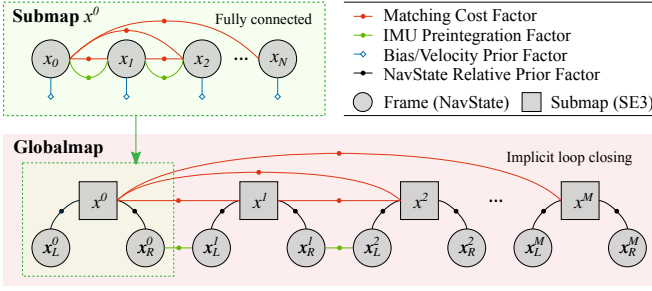 Submap x^0
Fully connected
x_0 x_1 x_2 ... x_N
Matching Cost Factor
IMU Preintegration Factor
Bias/Velocity Prior Factor
NavState Relative Prior Factor
Frame (NavState) Submap (SE3)
Globalmap
Implicit loop closing
x^0 x^1 x^2 ... x^M
x_L^0 x_R^0 x_L^1 x_R^1 x_L^2 x_R^2 x_L^M x_R^M